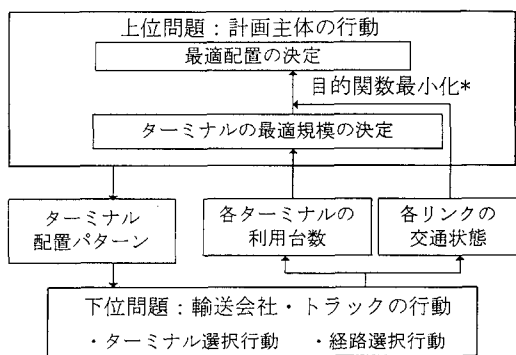 上位問題：計画主体の行動
最適配置の決定
目的関数最小化*
ターミナルの最適規模の決定
ターミナル
配置パターン
各ターミナルの
利用台数
各リンクの
交通状態
下位問題：輸送会社・トラックの行動
・ターミナル選択行動　・経路選択行動